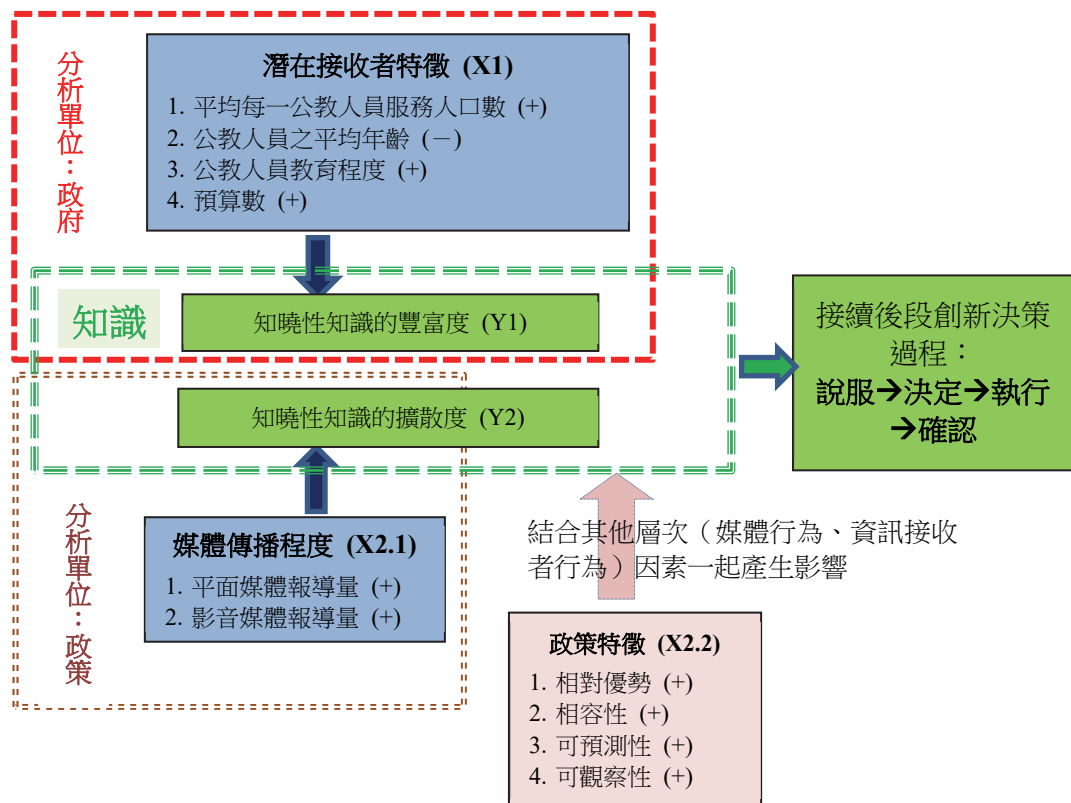 分析單位：政府
潛在接收者特徵 (X1)
1. 平均每一公教人員服務人口數 (+)
2. 公教人員之平均年齡 (－)
3. 公教人員教育程度 (+)
4. 預算數 (+)
知識
知曉性知識的豐富度 (Y1)
知曉性知識的擴散度 (Y2)
接續後段創新決策
過程：
說服→決定→執行
→確認
分析單位：政策
媒體傳播程度 (X2.1)
1. 平面媒體報導量 (+)
2. 影音媒體報導量 (+)
結合其他層次（媒體行為、資訊接收
者行為）因素一起產生影響
政策特徵 (X2.2)
1. 相對優勢 (+)
2. 相容性 (+)
3. 可預測性 (+)
4. 可觀察性 (+)